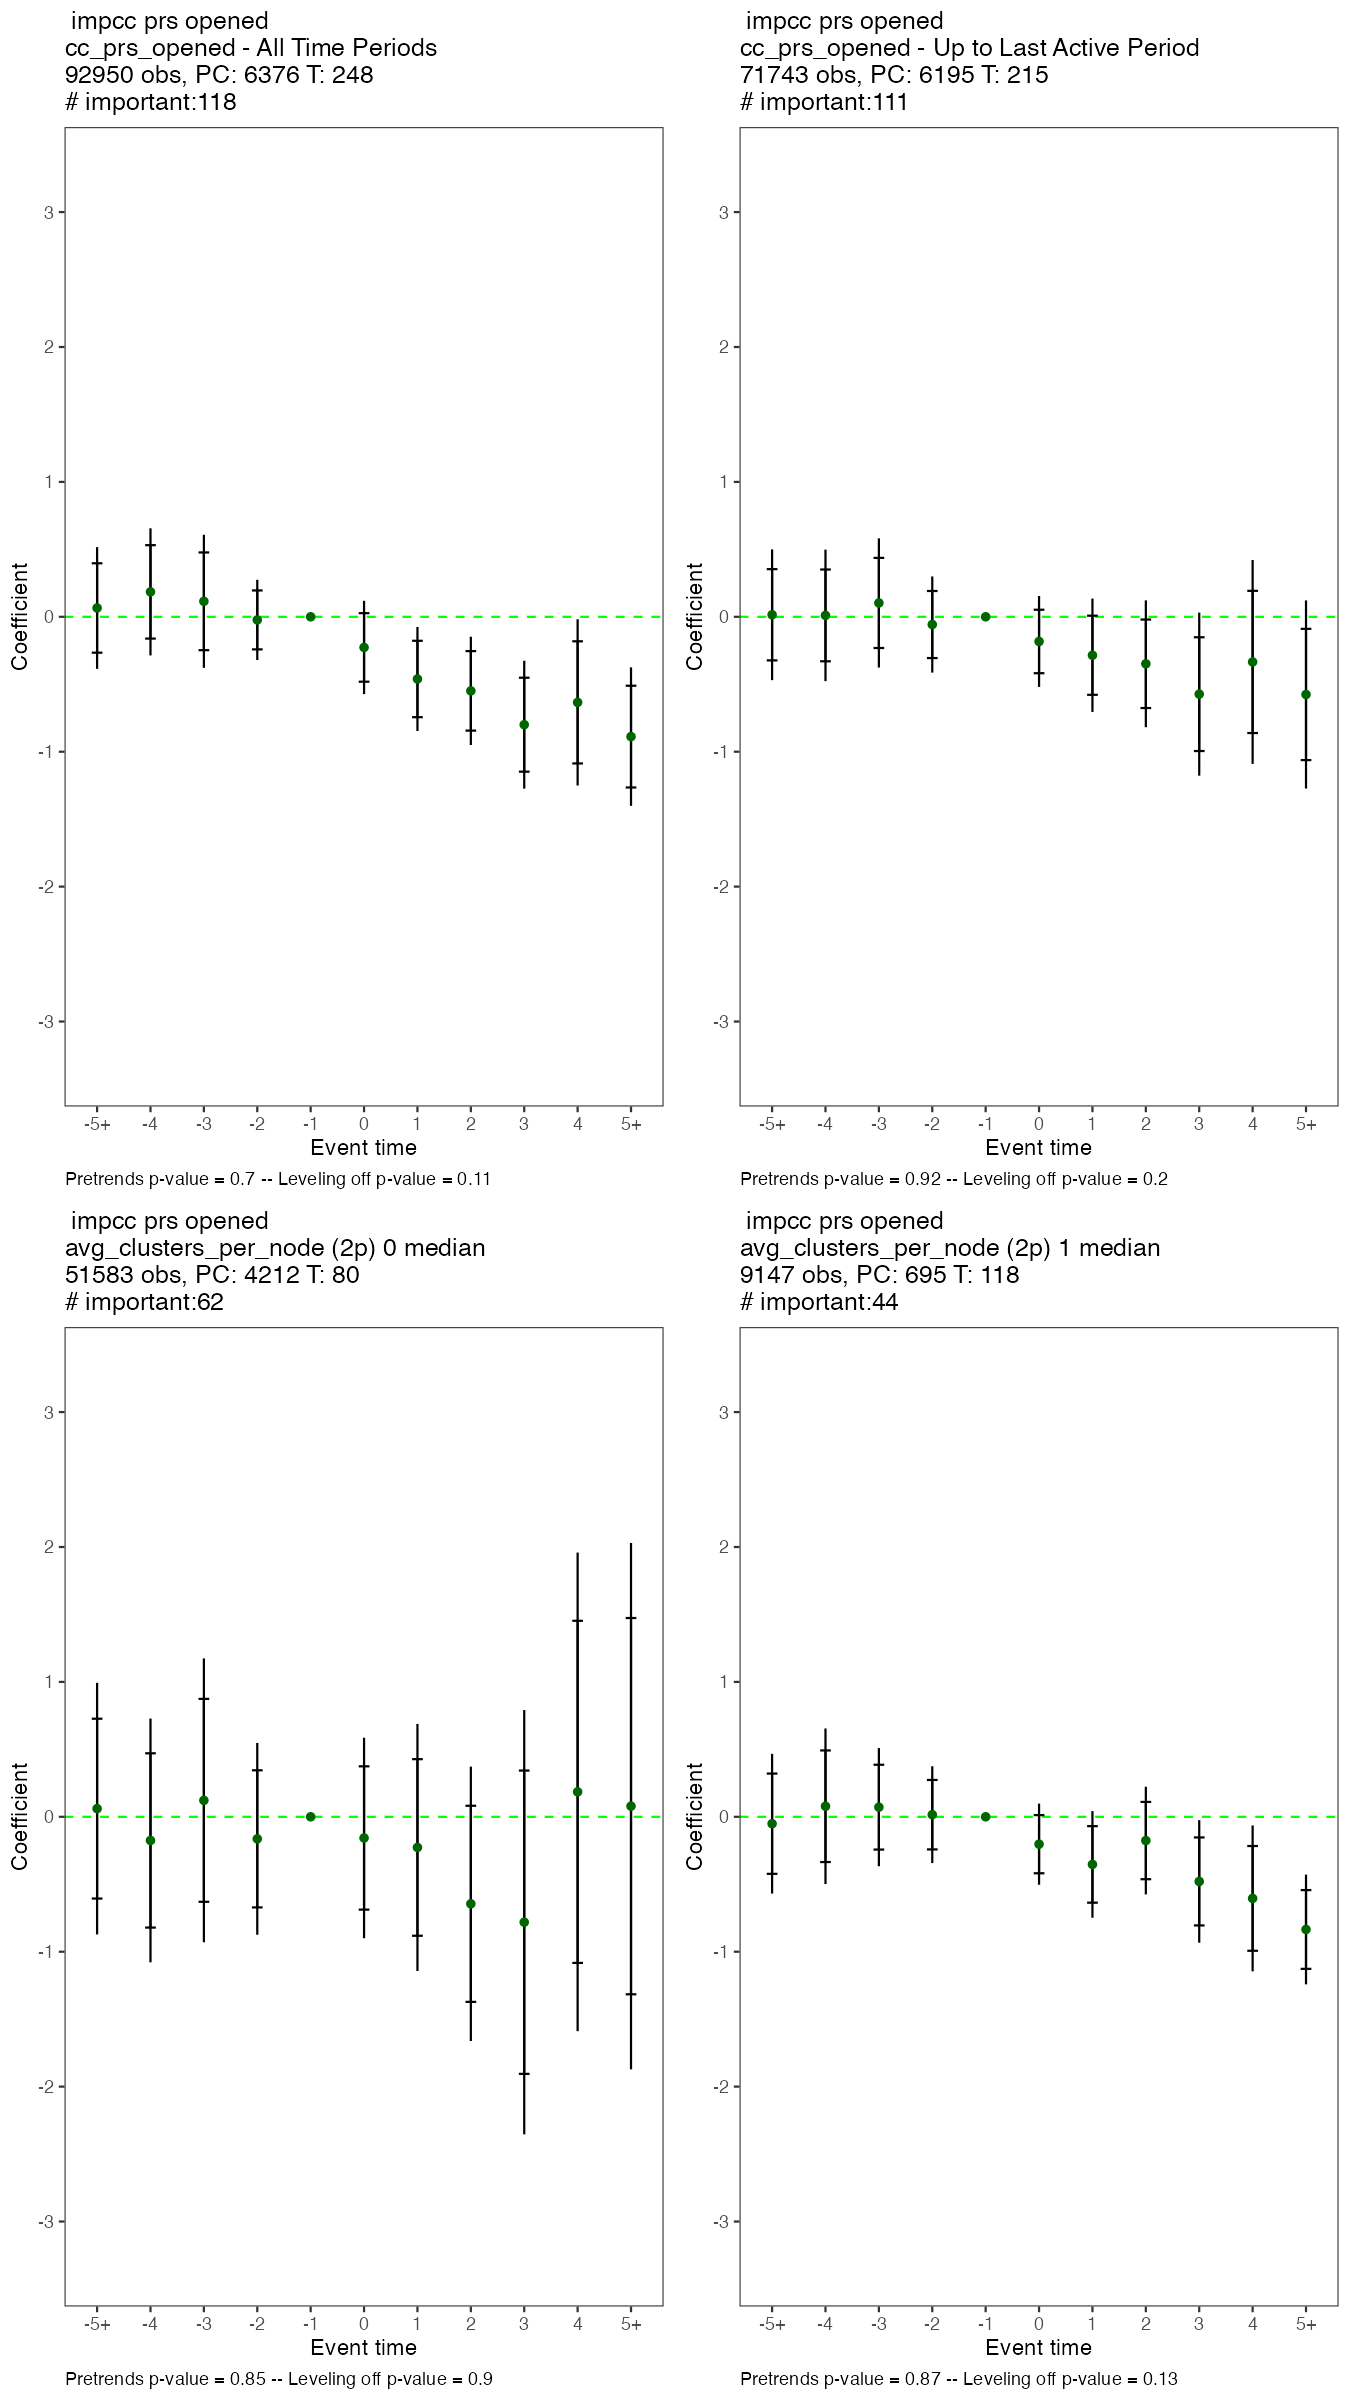 impcc prs opened
cc_prs_opened - All Time Periods
92950 obs, PC: 6376 T: 248
# important:118
3
2
1
0
-1
-2
-3
Coefficient
-5+ -4 -3 -2 -1 0 1 2 3 4 5+
Event time
Pretrends p-value = 0.7 -- Leveling off p-value = 0.11
impcc prs opened
cc_prs_opened - Up to Last Active Period
71743 obs, PC: 6195 T: 215
# important:111
3
2
1
0
-1
-2
-3
Coefficient
-5+ -4 -3 -2 -1 0 1 2 3 4 5+
Event time
Pretrends p-value = 0.92 -- Leveling off p-value = 0.2
impcc prs opened
avg_clusters_per_node (2p) 0 median
51583 obs, PC: 4212 T: 80
# important:62
3
2
1
0
-1
-2
-3
Coefficient
-5+ -4 -3 -2 -1 0 1 2 3 4 5+
Event time
Pretrends p-value = 0.85 -- Leveling off p-value = 0.9
impcc prs opened
avg_clusters_per_node (2p) 1 median
9147 obs, PC: 695 T: 118
# important:44
3
2
1
0
-1
-2
-3
Coefficient
-5+ -4 -3 -2 -1 0 1 2 3 4 5+
Event time
Pretrends p-value = 0.87 -- Leveling off p-value = 0.13